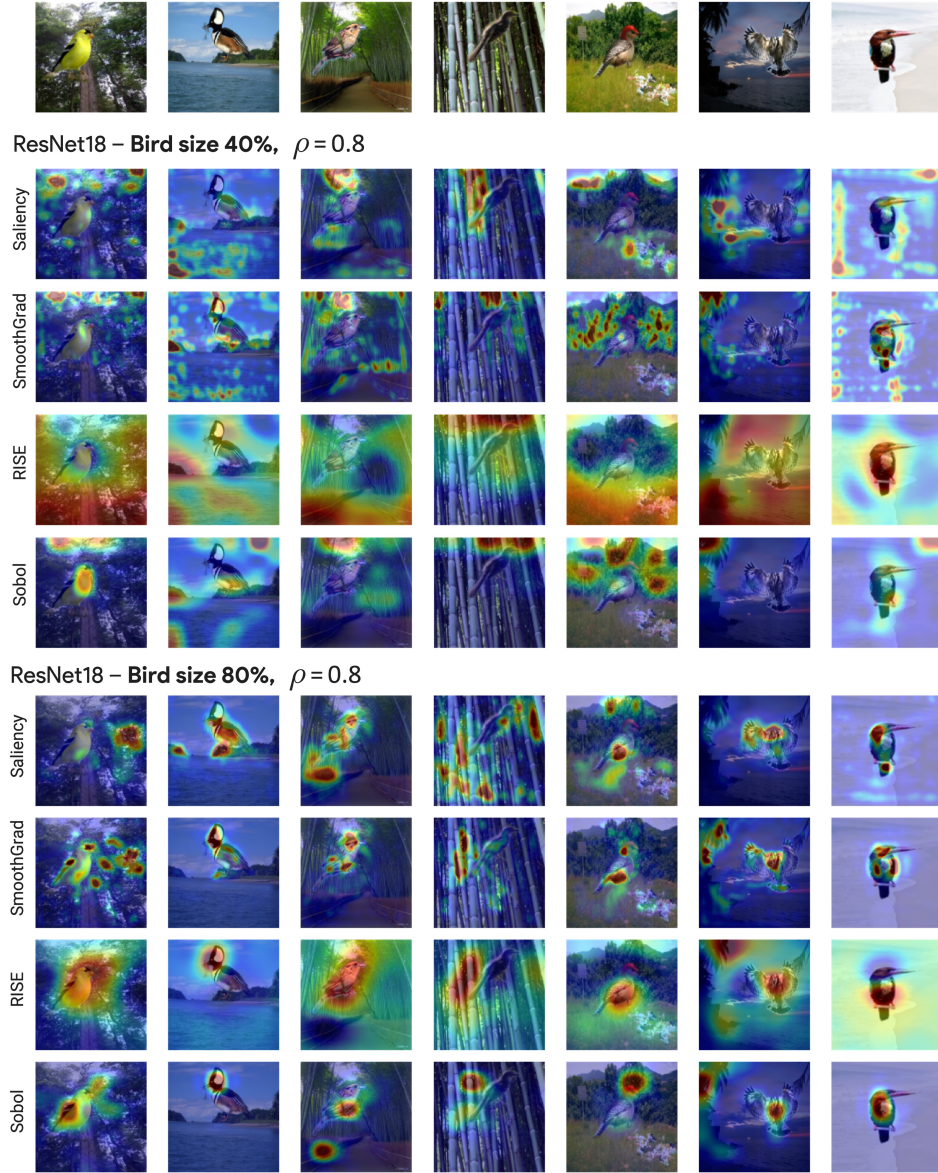 ResNet18 – Bird size 40%, ρ = 0.8
Saliency
SmoothGrad
RISE
Sobol
ResNet18 – Bird size 80%, ρ = 0.8
Saliency
SmoothGrad
RISE
Sobol